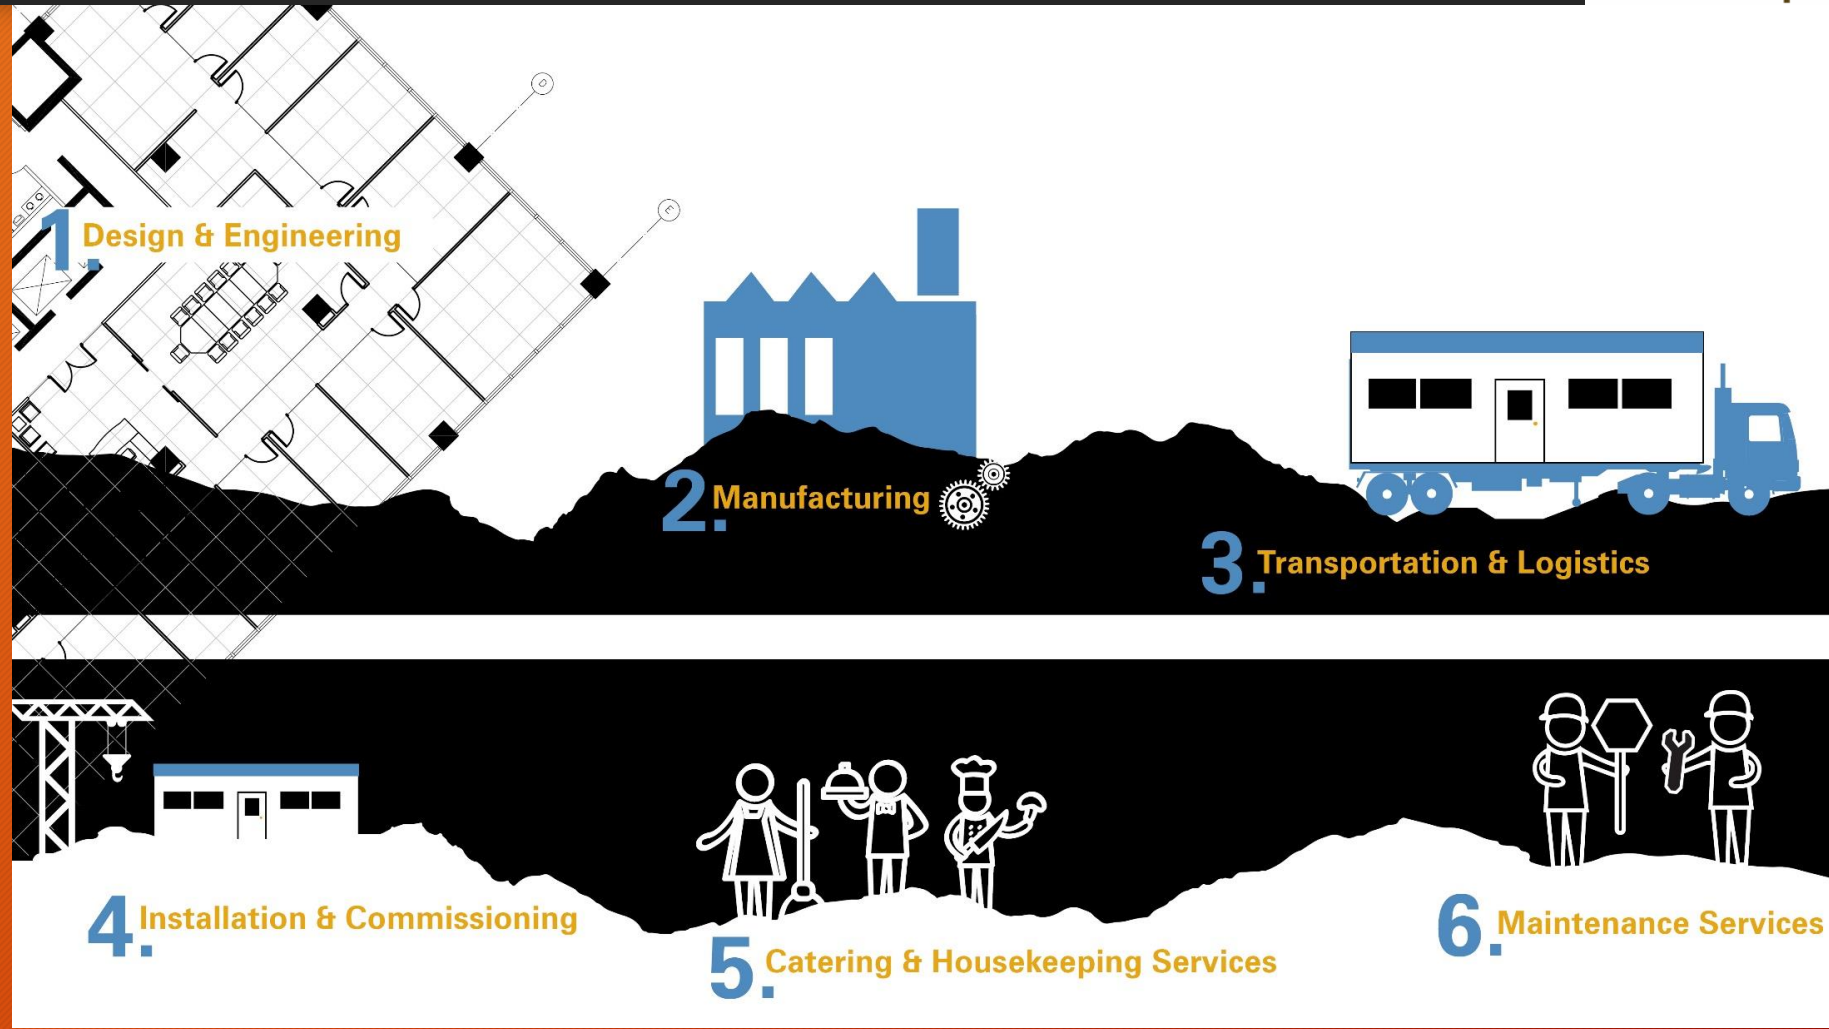 D
E
1. Design & Engineering
2. Manufacturing
3. Transportation & Logistics
4. Installation & Commissioning
5. Catering & Housekeeping Services
6. Maintenance Services